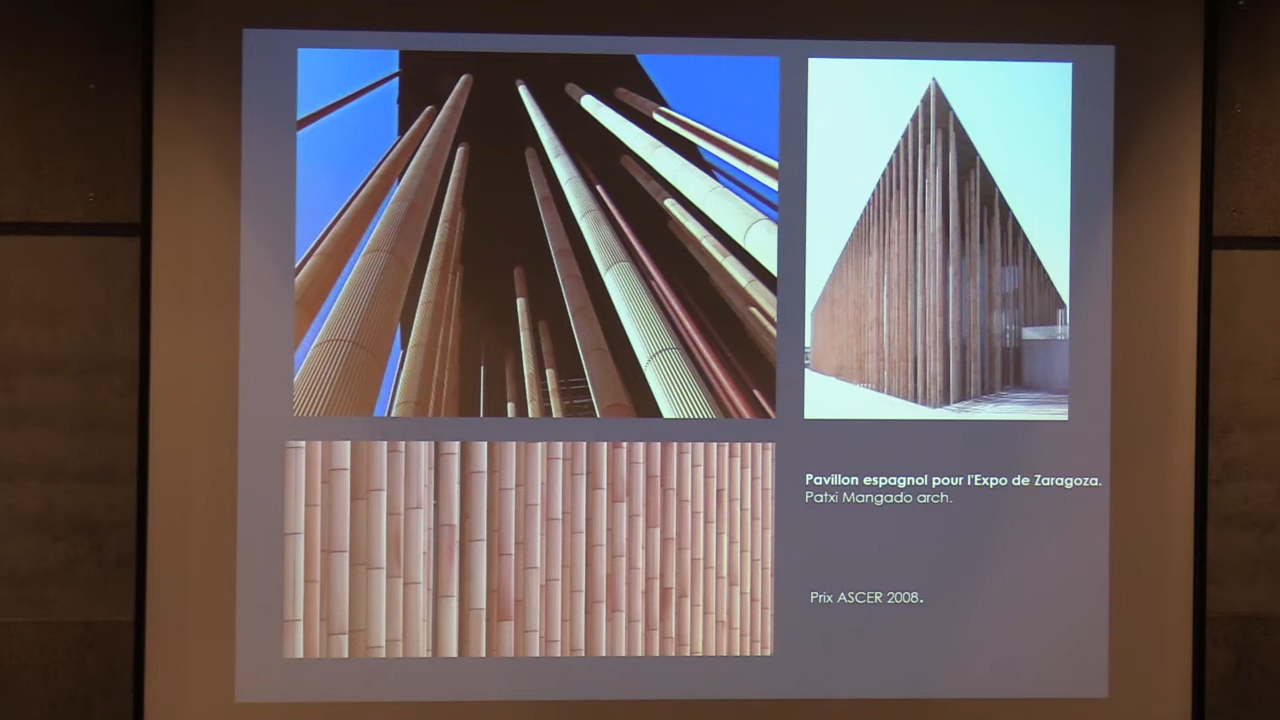 Pavillon espagnol pour l'Expo de Zaragoza.
Patxi Mangado arch.
Prix ASCER 2008.